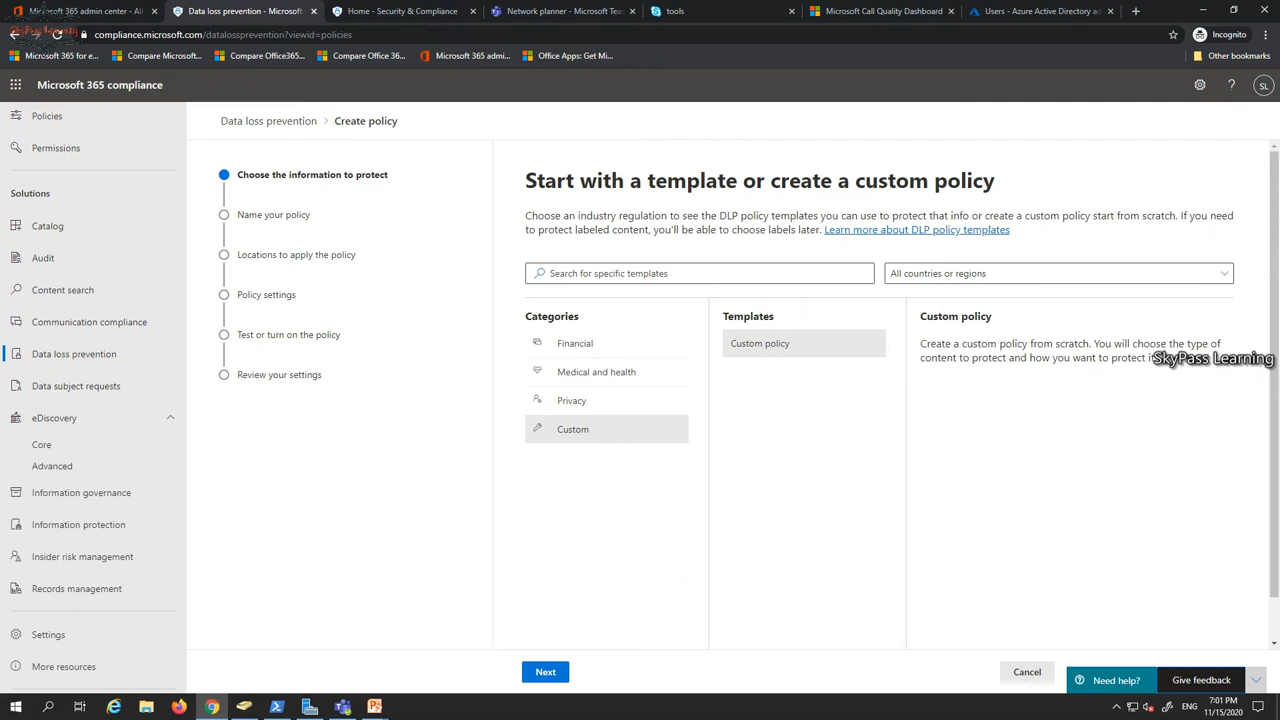 Microsoft 365 admin center - All
Data loss prevention - Microsoft
Home - Security & Compliance
Network planner - Microsoft Tea
tools
Microsoft Call Quality Dashboard
Users - Azure Active Directory ad
compliance.microsoft.com/datalossprevention?viewid=policies
Incognito
Microsoft 365 for e...
Compare Microsof...
Compare Office365...
Compare Office 36...
Microsoft 365 admi...
Office Apps: Get Mi...
Other bookmarks
Microsoft 365 compliance
SL
Policies
Permissions
Solutions
Catalog
Audit
Content search
Communication compliance
Data loss prevention
Data subject requests
eDiscovery
Core
Advanced
Information governance
Information protection
Insider risk management
Records management
Settings
More resources
Data loss prevention > Create policy
Choose the information to protect
Name your policy
Locations to apply the policy
Policy settings
Test or turn on the policy
Review your settings
Start with a template or create a custom policy
Choose an industry regulation to see the DLP policy templates you can use to protect that info or create a custom policy start from scratch. If you need
to protect labeled content, you'll be able to choose labels later. Learn more about DLP policy templates
Search for specific templates
All countries or regions
Categories
Financial
Medical and health
Privacy
Custom
Templates
Custom policy
Custom policy
Create a custom policy from scratch. You will choose the type of
content to protect and how you want to protect
SkyPass Learning
Next
Cancel
Need help?
Give feedback
ENG
7:01 PM
11/15/2020